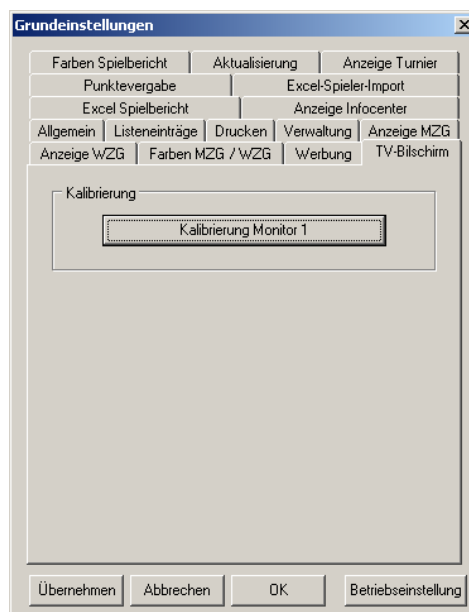 Grundeinstellungen
Farben Spielbericht Aktualisierung Anzeige Turnier
Punktevergabe Excel-Spieler-Import
Excel Spielbericht Anzeige Infocenter
Allgemein Listeneinträge Drucken Verwaltung Anzeige MZG
Anzeige WZG Farben MZG / WZG Werbung TV-Bilschirm
Kalibrierung
Kalibrierung Monitor 1
Übernehmen Abbrechen OK Betriebseinstellung